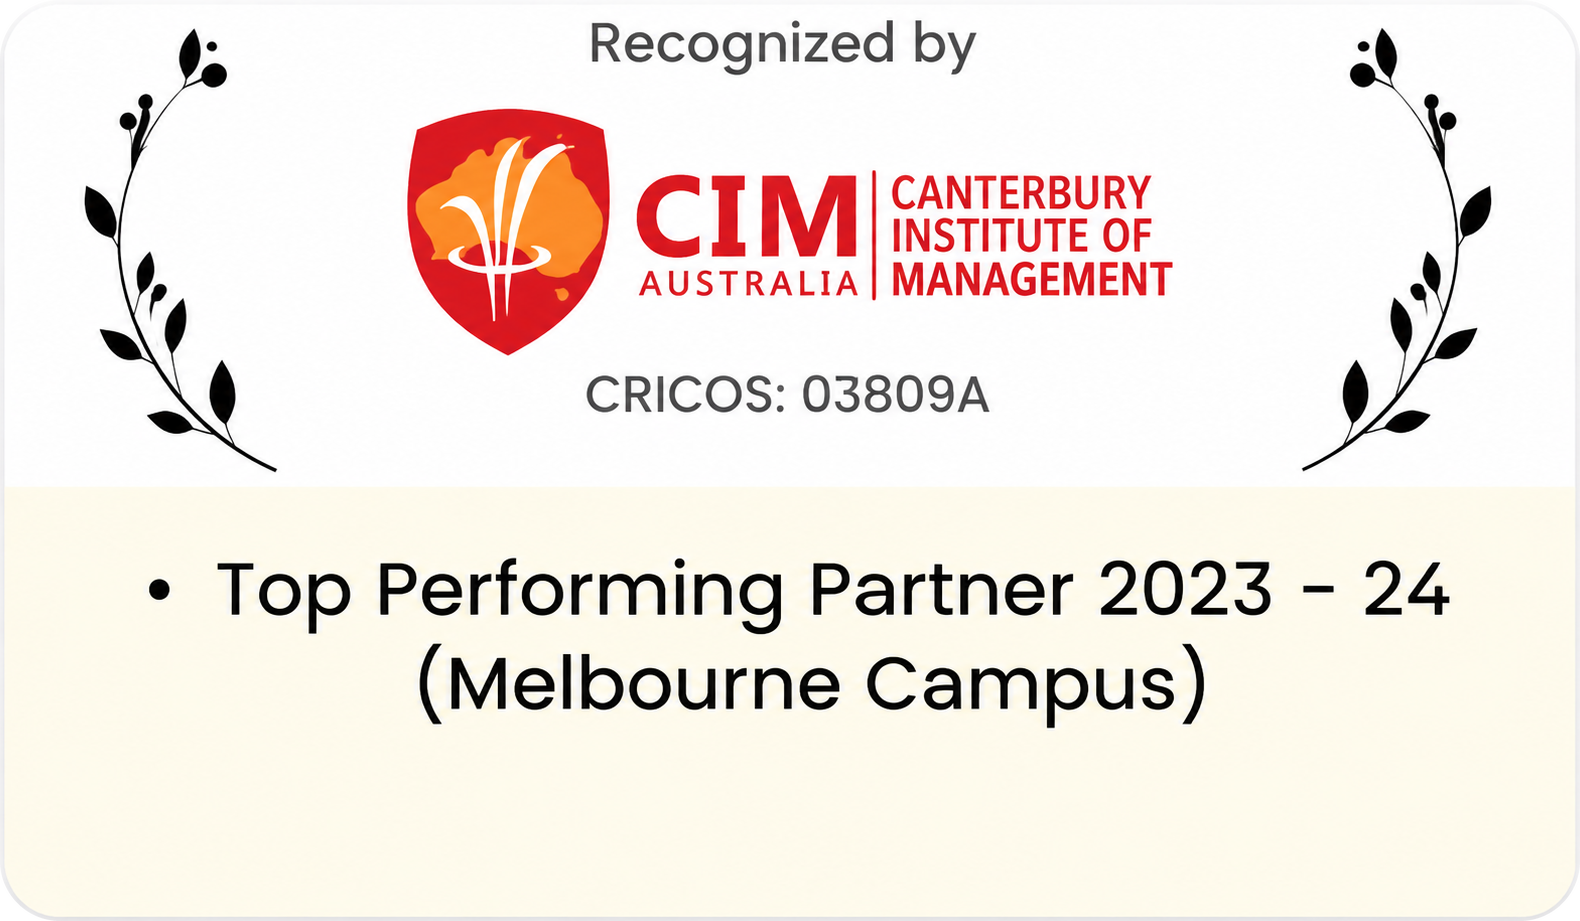 Recognized by
CIM
AUSTRALIA
CANTERBURY
INSTITUTE OF
MANAGEMENT
CRICOS: 03809A
• Top Performing Partner 2023 - 24
(Melbourne Campus)